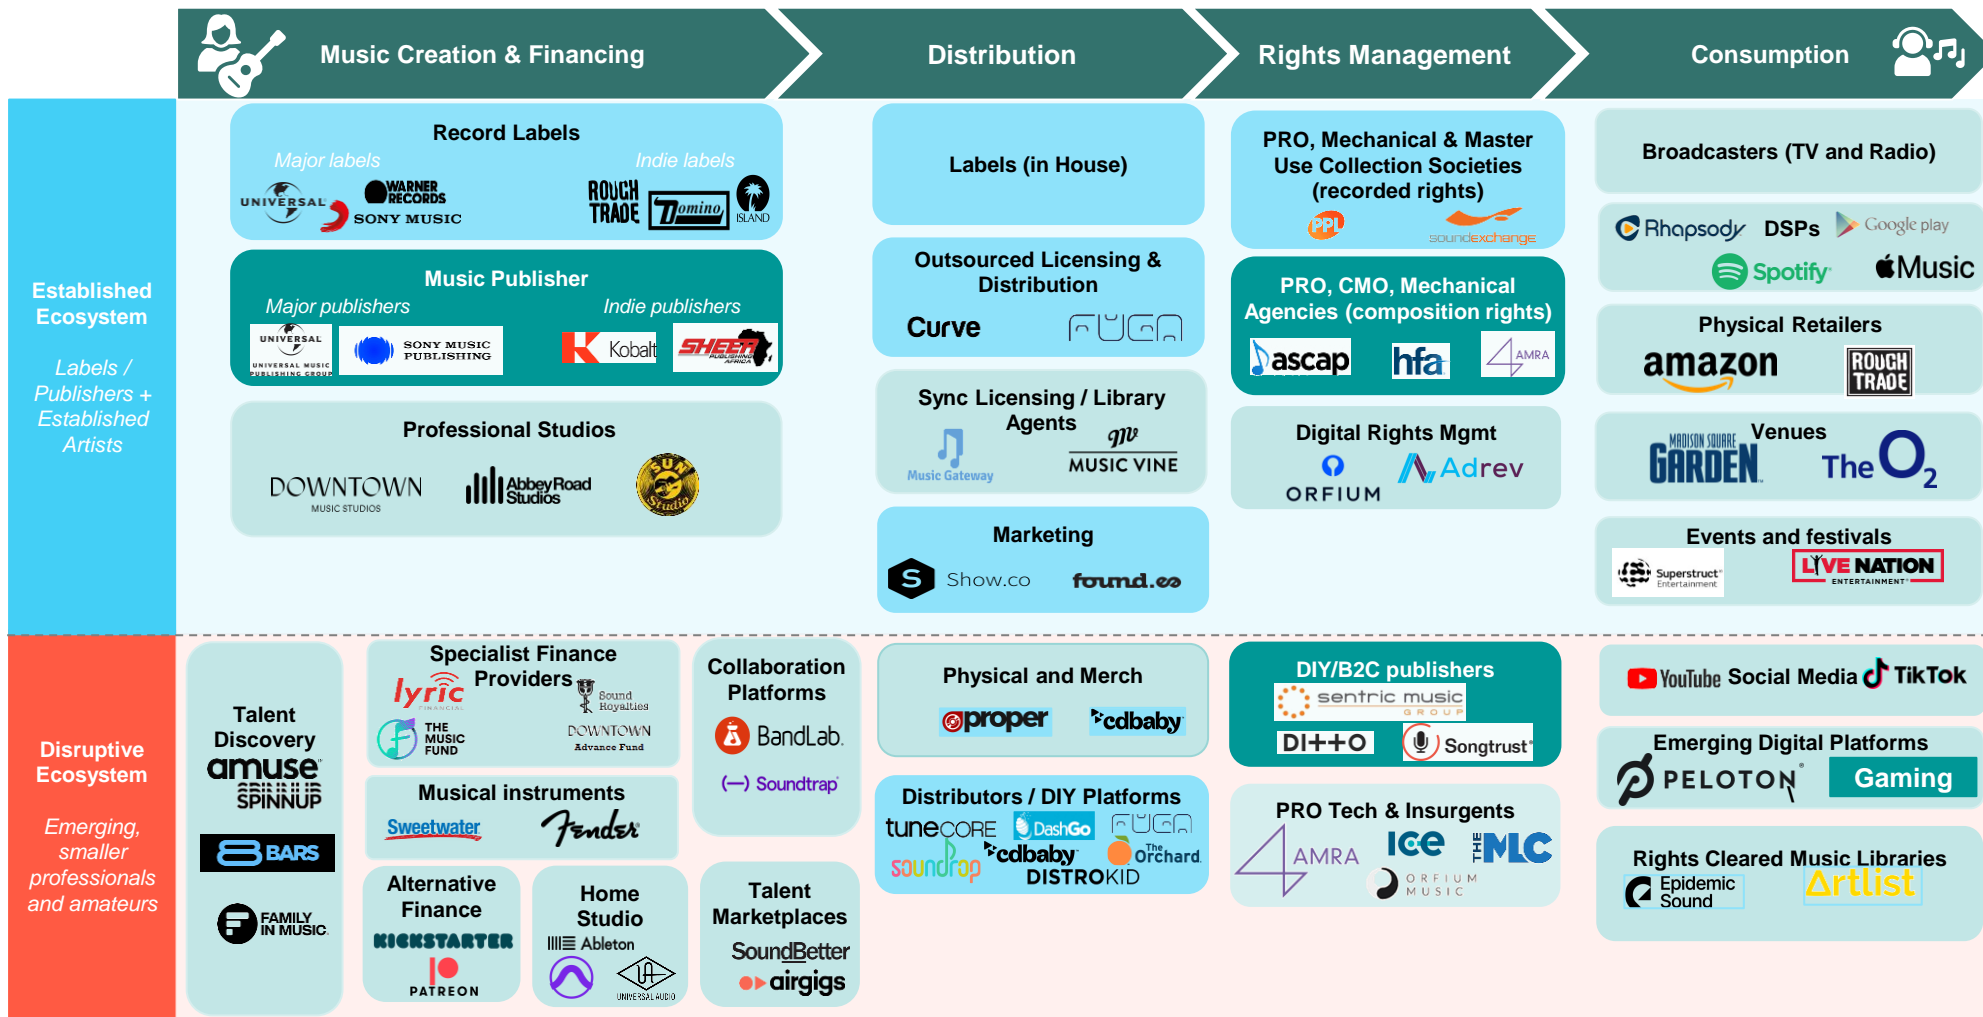 Music Creation & Financing
Distribution
Rights Management
Consumption
Established
Ecosystem
Labels /
Publishers +
Established
Artists
Record Labels
Major labels
Indie labels
UNIVERSAL
WARNER
RECORDS
SONY MUSIC
ROUGH
TRADE
Domino
ISLAND
Music Publisher
Major publishers
Indie publishers
UNIVERSAL
UNIVERSAL MUSIC
PUBLISHING GROUP
SONY MUSIC
PUBLISHING
K Kobalt
SHEER
PUBLISHING
AFRICA
Professional Studios
DOWNTOWN
MUSIC STUDIOS
AbbeyRoad
Studios
SUN
Studio
Labels (in House)
Outsourced Licensing &
Distribution
Curve
FUGA
Sync Licensing / Library
Agents
Music Gateway
mv
MUSIC VINE
Marketing
S Show.co
found.ee
PRO, Mechanical & Master
Use Collection Societies
(recorded rights)
PPL
soundexchange
PRO, CMO, Mechanical
Agencies (composition rights)
ascap
hfa
AMRA
Digital Rights Mgmt
ORFIUM
Adrev
Broadcasters (TV and Radio)
Rhapsody
DSPs
Google play
Spotify
Music
Physical Retailers
amazon
ROUGH
TRADE
Venues
MADISON SQUARE
GARDEN
The O2
Events and festivals
Superstruct
Entertainment
LIVE NATION
ENTERTAINMENT
Disruptive
Ecosystem
Emerging,
smaller
professionals
and amateurs
Talent
Discovery
amuse
SPINNUP
8 BARS
FAMILY
IN MUSIC
Specialist Finance
Providers
lyric
FINANCIAL
Sound
Royalties
THE
MUSIC
FUND
DOWNTOWN
Advance Fund
Musical instruments
Sweetwater
Fender
Alternative
Finance
KICKSTARTER
PATREON
Home
Studio
Ableton
UA
UNIVERSAL AUDIO
Collaboration
Platforms
BandLab
Soundtrap
Talent
Marketplaces
SoundBetter
airgigs
Physical and Merch
proper
cdbaby
Distributors / DIY Platforms
tunecore
DashGo
FUGA
soundrop
cdbaby
The
Orchard
DISTROKID
DIY/B2C publishers
sentric music
GROUP
DITTO
Songtrust
PRO Tech & Insurgents
AMRA
ICE
THE MLC
ORFIUM
MUSIC
YouTube
Social Media
TikTok
Emerging Digital Platforms
PELOTON
Gaming
Rights Cleared Music Libraries
Epidemic
Sound
Artlist